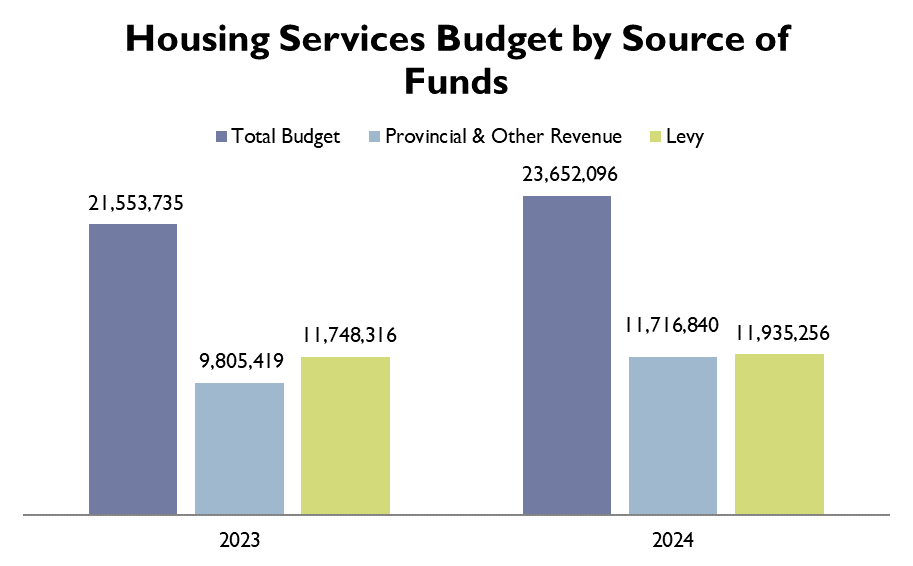 Housing Services Budget by Source of
Funds
Total Budget Provincial & Other Revenue Levy
23,652,096
21,553,735
11,716,840
11,935,256
11,748,316
9,805,419
2023 2024